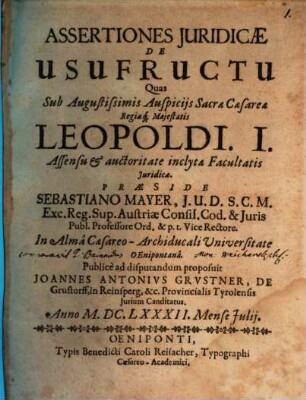 1.
ASSERTIONES JURIDICÆ
DE
USUFRUCTU
Quas
Sub Augustissimis Auspicijs Sacræ Cæsareæ
Regiæq́; Majestatis
LEOPOLDI. I.
Assensu & auctoritate inclytæ Facultatis
Juridicæ.
PRÆSIDE
SEBASTIANO MAYER, J.U.D. S.C.M.
Exc. Reg. Sup. Austriæ Consil. Cod. & Juris
Publ. Professore Ord, & p. t. Vice Rectore.
In Almâ Cæsareo-Archiducali Universitate
OEnipontanâ.
Publicè ad disputandum proposuit
JOANNES ANTONIUS GRUSTNER, DE
Grustorff, in Reinsperg, &c. Provincialis Tyrolensis
Jurium Canditatus.
Anno M. DC. LXXXII. Mense Julij.
OENIPONTI,
Typis Benedicti Caroli Reisacher, Typographi
Cæsareo-Academici,